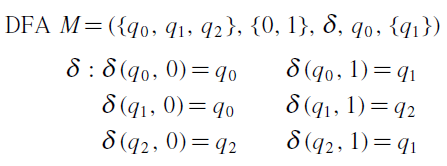 DFA M=({q₀, q₁, q₂}, {0, 1}, δ, q₀, {q₁})
δ : δ(q₀, 0)=q₀ δ(q₀, 1)=q₁
δ(q₁, 0)=q₀ δ(q₁, 1)=q₂
δ(q₂, 0)=q₂ δ(q₂, 1)=q₁